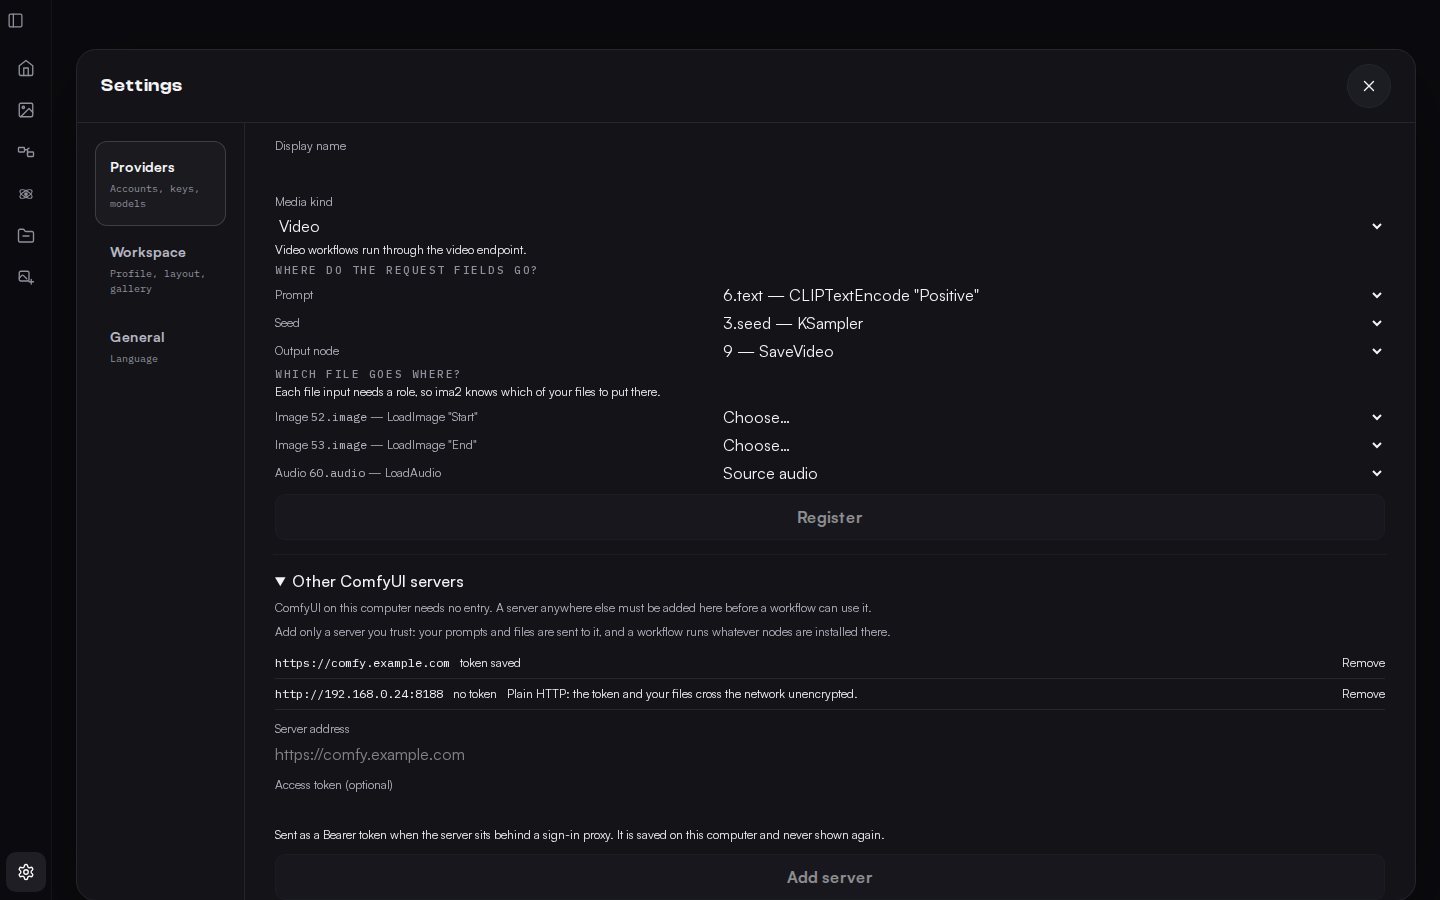 Settings
Providers
Accounts, keys,
models
Workspace
Profile, layout,
gallery
General
Language
Display name
Media kind
Video
Video workflows run through the video endpoint.
WHERE DO THE REQUEST FIELDS GO?
Prompt 6.text — CLIPTextEncode "Positive"
Seed 3.seed — KSampler
Output node 9 — SaveVideo
WHICH FILE GOES WHERE?
Each file input needs a role, so ima2 knows which of your files to put there.
Image 52.image — LoadImage "Start" Choose…
Image 53.image — LoadImage "End" Choose…
Audio 60.audio — LoadAudio Source audio
Register
▼ Other ComfyUI servers
ComfyUI on this computer needs no entry. A server anywhere else must be added here before a workflow can use it.
Add only a server you trust: your prompts and files are sent to it, and a workflow runs whatever nodes are installed there.
https://comfy.example.com token saved Remove
http://192.168.0.24:8188 no token Plain HTTP: the token and your files cross the network unencrypted. Remove
Server address
https://comfy.example.com
Access token (optional)
Sent as a Bearer token when the server sits behind a sign-in proxy. It is saved on this computer and never shown again.
Add server